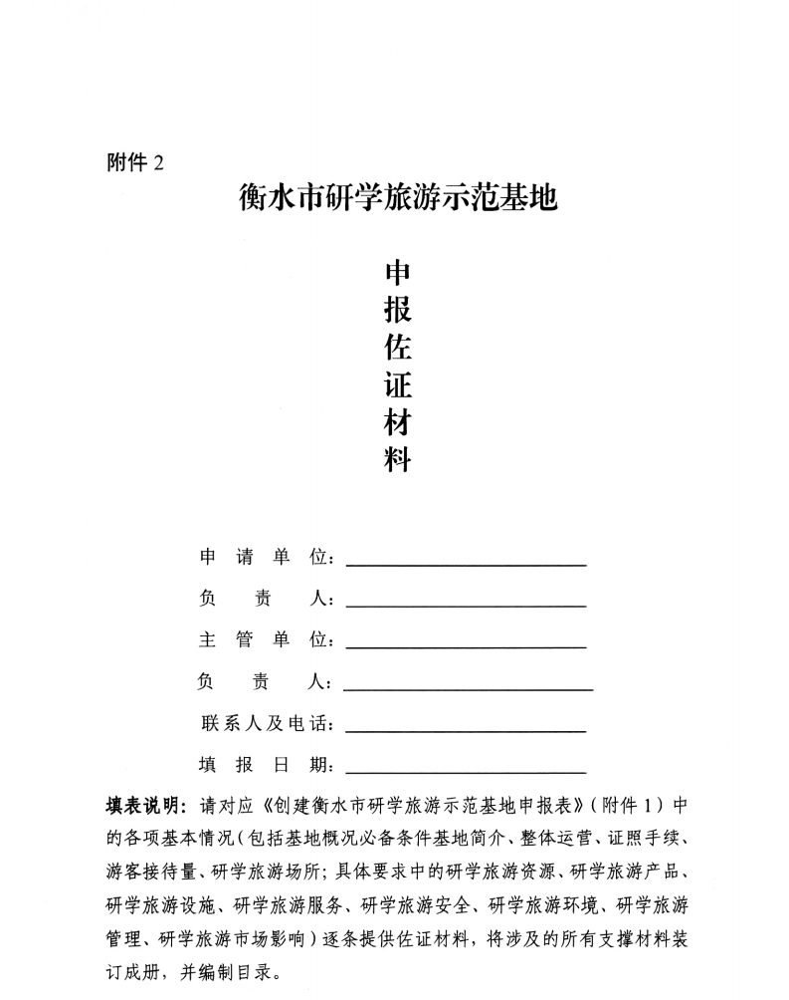 附件 2
衡水市研学旅游示范基地
申
报
佐
证
材
料
申请单位：
负责人：
主管单位：
负责人：
联系人及电话：
填报日期：
填表说明：请对应《创建衡水市研学旅游示范基地申报表》（附件 1）中
的各项基本情况（包括基地概况必备条件基地简介、整体运营、证照手续、
游客接待量、研学旅游场所；具体要求中的研学旅游资源、研学旅游产品、
研学旅游设施、研学旅游服务、研学旅游安全、研学旅游环境、研学旅游
管理、研学旅游市场影响）逐条提供佐证材料，将涉及的所有支撑材料装
订成册，并编制目录。